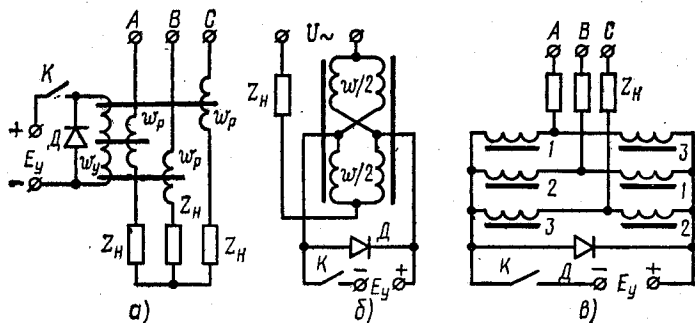 A B C
K
+
E_y
-
Д
w_y
w_p
w_p
w_p
Z_H
Z_H
Z_H
а)
U~
Z_H
w/2
w/2
Д
K
- E_y +
б)
A B C
Z_H
1 3
2 1
3 2
K Д - E_y +
в)